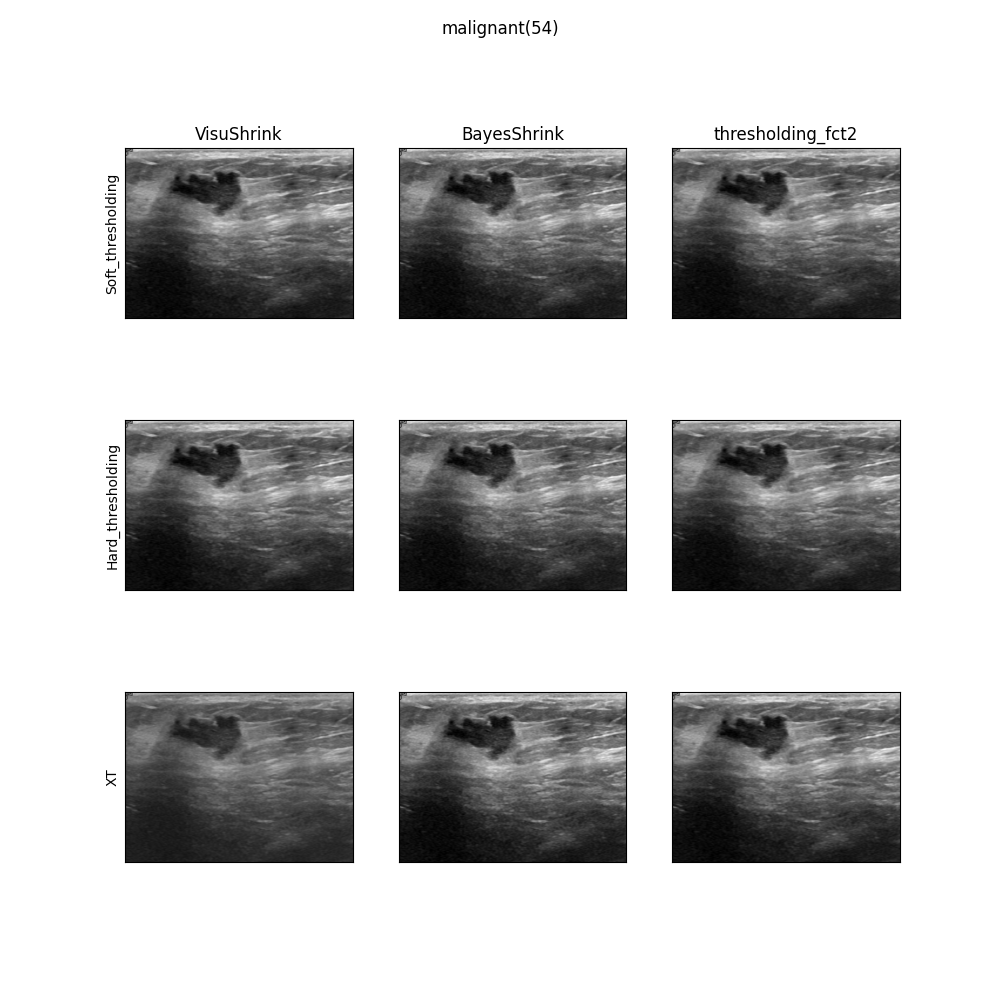 malignant(54)
VisuShrink
BayesShrink
thresholding_fct2
Soft_thresholding
Hard_thresholding
XT